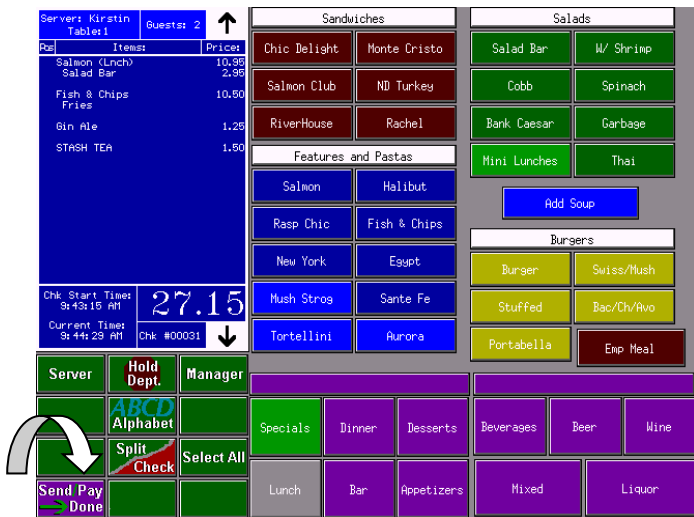 Server: Kirstin
Table:1
Guests: 2
Pos Items: Price:
Salmon (Lnch) 10.95
Salad Bar 2.95
Fish & Chips 10.50
Fries
Gin Ale 1.25
STASH TEA 1.50
Chk Start Time:
9:43:15 AM
27.15
Current Time:
9:44:29 AM
Chk #00031
Server
Hold
Dept.
Manager
ABCD
Alphabet
Split
Check
Select All
Send/Pay
Done
Sandwiches
Chic Delight Monte Cristo
Salmon Club ND Turkey
RiverHouse Rachel
Features and Pastas
Salmon Halibut
Rasp Chic Fish & Chips
New York Egypt
Mush Strog Sante Fe
Tortellini Aurora
Salads
Salad Bar W/ Shrimp
Cobb Spinach
Bank Caesar Garbage
Mini Lunches Thai
Add Soup
Burgers
Burger Swiss/Mush
Stuffed Bac/Ch/Avo
Portabella Emp Meal
Specials Dinner Desserts Beverages Beer Wine
Lunch Bar Appetizers Mixed Liquor